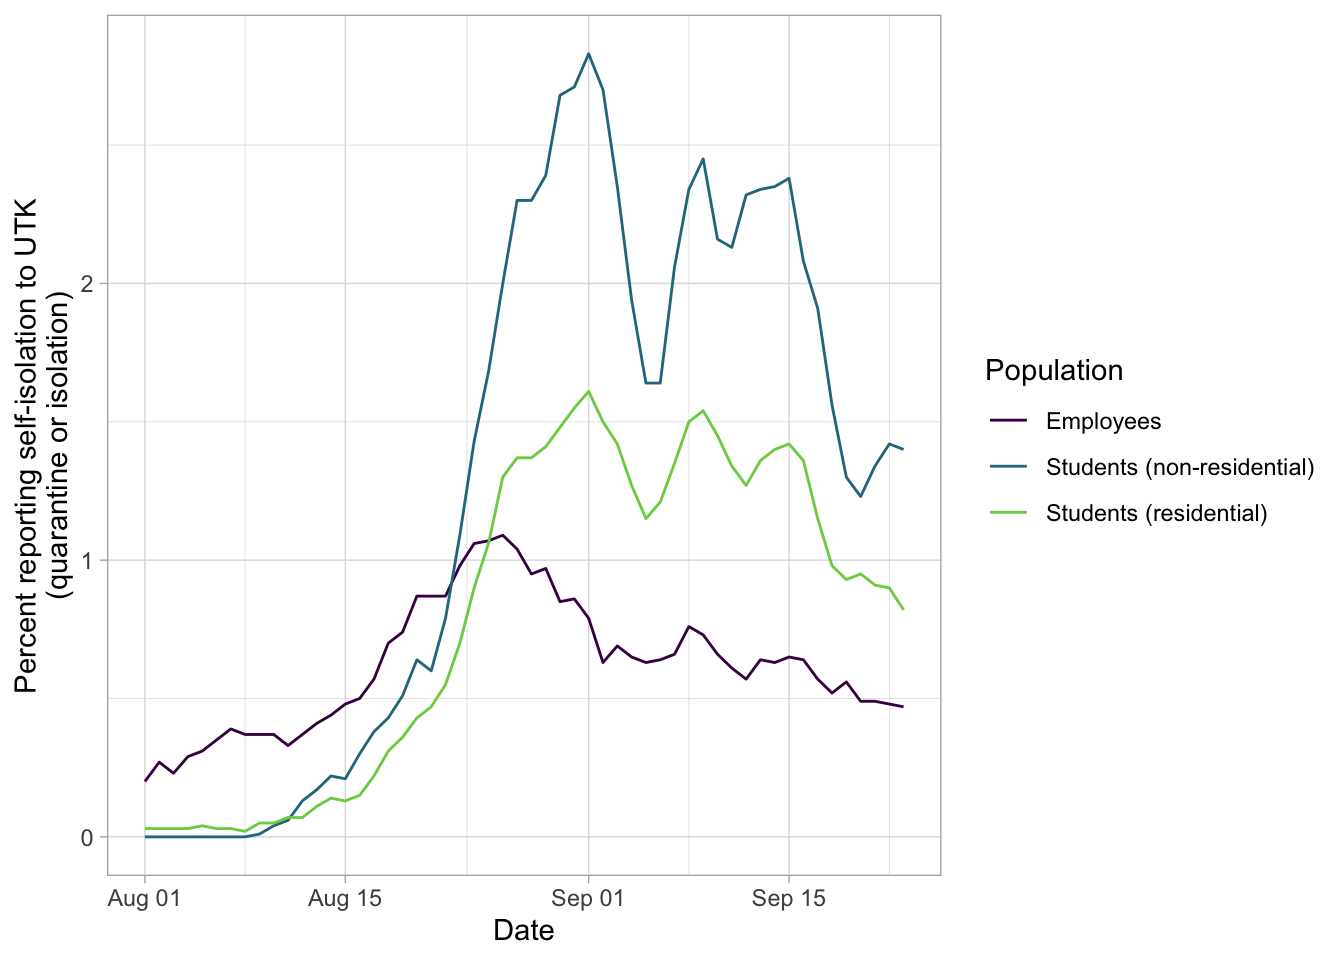 Percent reporting self-isolation to UTK
(quarantine or isolation)
2
1
0
Aug 01
Aug 15
Sep 01
Sep 15
Date
Population
Employees
Students (non-residential)
Students (residential)